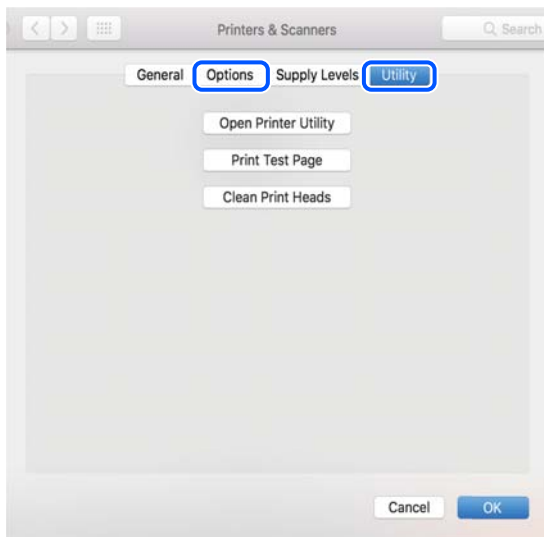 Printers & Scanners
Search
General Options Supply Levels Utility
Open Printer Utility
Print Test Page
Clean Print Heads
Cancel OK